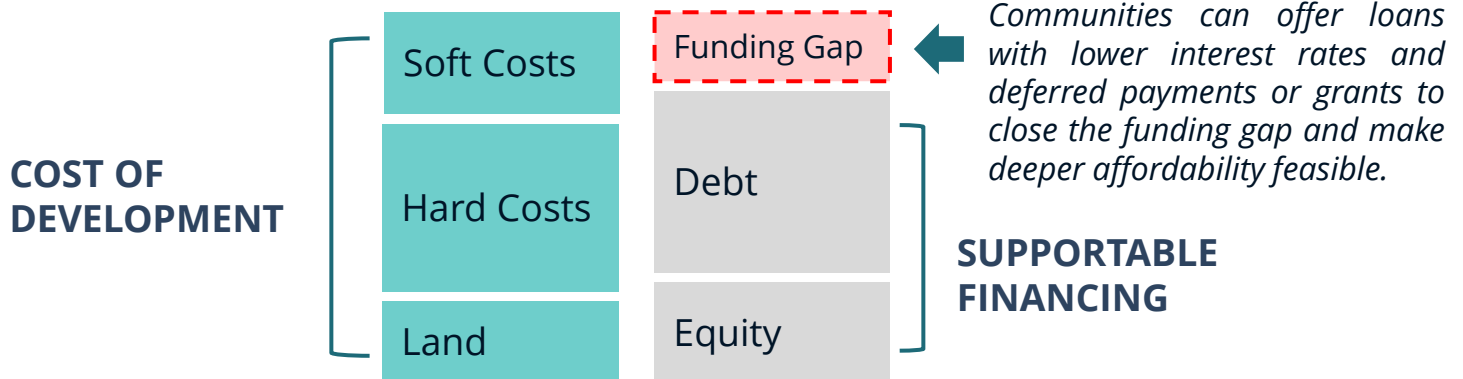 COST OF
DEVELOPMENT
Soft Costs
Hard Costs
Land
Funding Gap
Debt
Equity
Communities can offer loans
with lower interest rates and
deferred payments or grants to
close the funding gap and make
deeper affordability feasible.
SUPPORTABLE
FINANCING